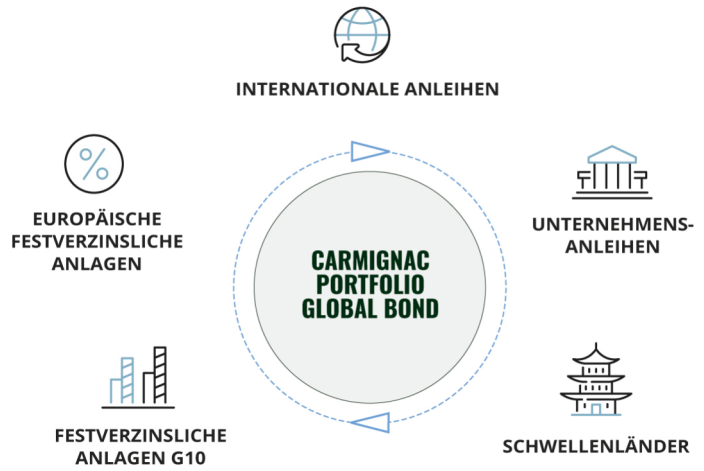 INTERNATIONALE ANLEIHEN
%
EUROPÄISCHE
FESTVERZINSLICHE
ANLAGEN
UNTERNEHMENS-
ANLEIHEN
CARMIGNAC
PORTFOLIO
GLOBAL BOND
FESTVERZINSLICHE
ANLAGEN G10
SCHWELLENLÄNDER